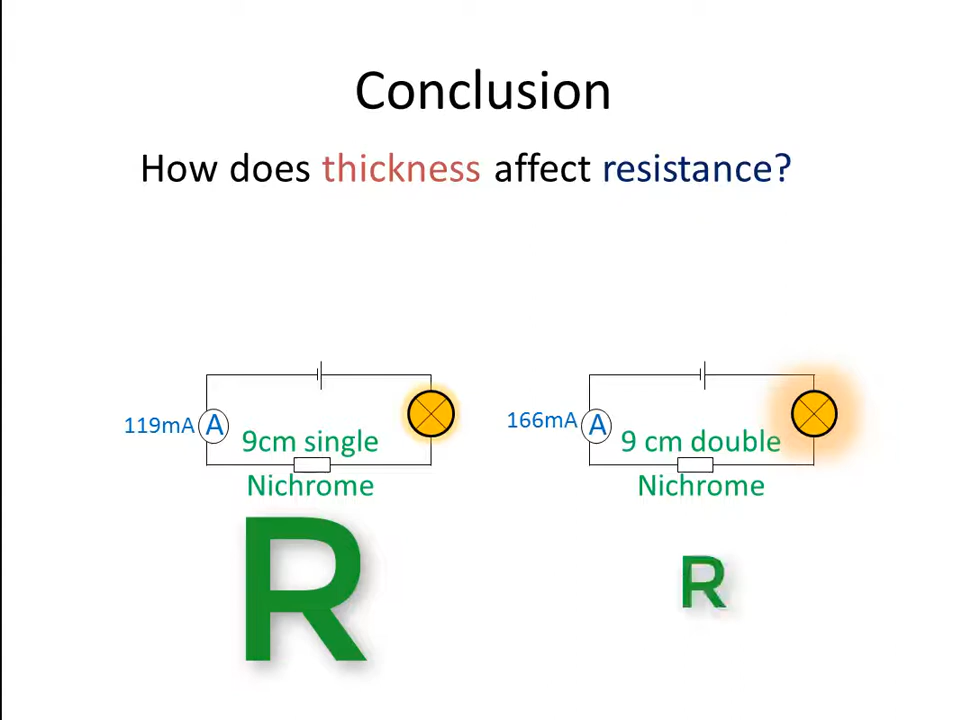 Conclusion
How does thickness affect resistance?
119mA A
9cm single
Nichrome
R
166mA A
9 cm double
Nichrome
R